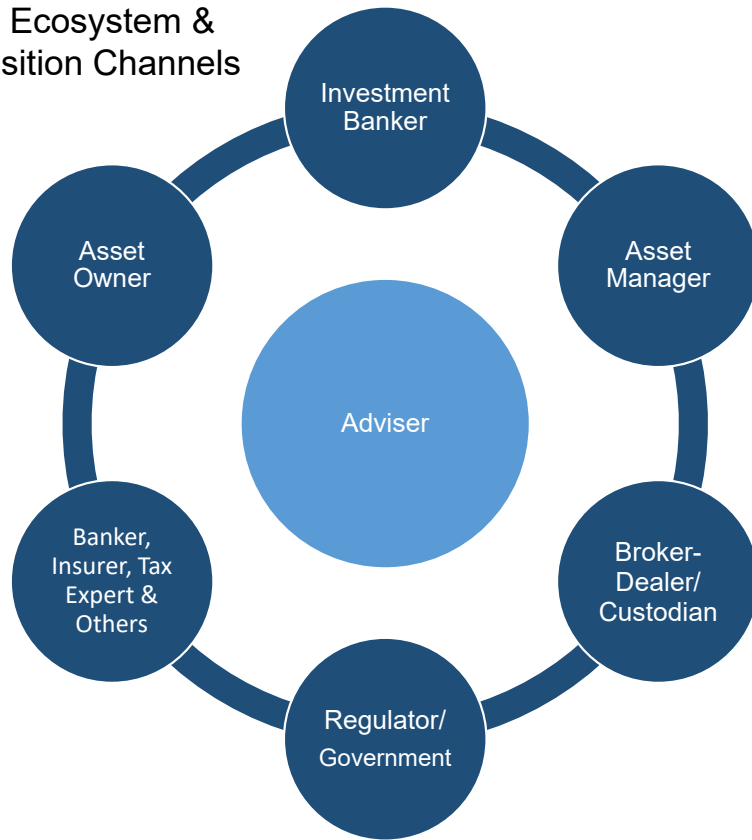 Ecosystem &
sition Channels
Investment
Banker
Asset
Owner
Asset
Manager
Adviser
Banker,
Insurer, Tax
Expert &
Others
Broker-
Dealer/
Custodian
Regulator/
Government